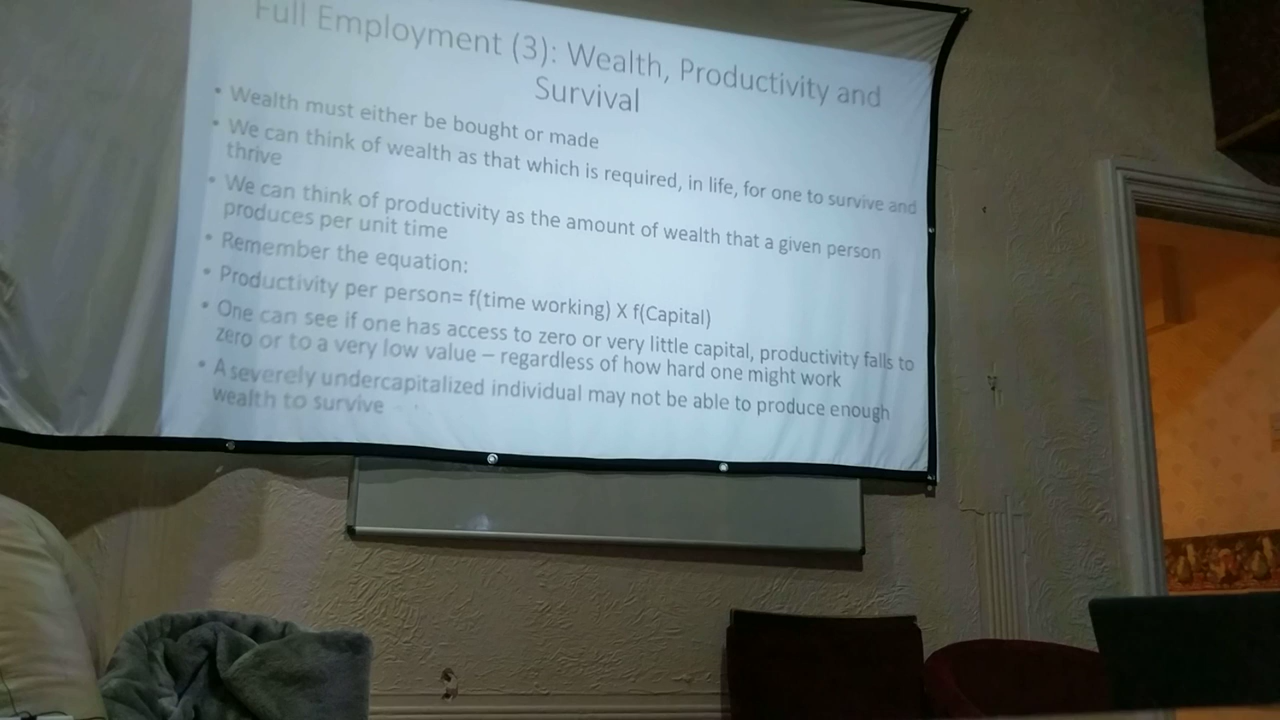 Full Employment (3): Wealth, Productivity and
Survival
• Wealth must either be bought or made
• We can think of wealth as that which is required, in life, for one to survive and
thrive
• We can think of productivity as the amount of wealth that a given person
produces per unit time
• Remember the equation:
• Productivity per person= f(time working) X f(Capital)
• One can see if one has access to zero or very little capital, productivity falls to
zero or to a very low value – regardless of how hard one might work
• A severely undercapitalized individual may not be able to produce enough
wealth to survive